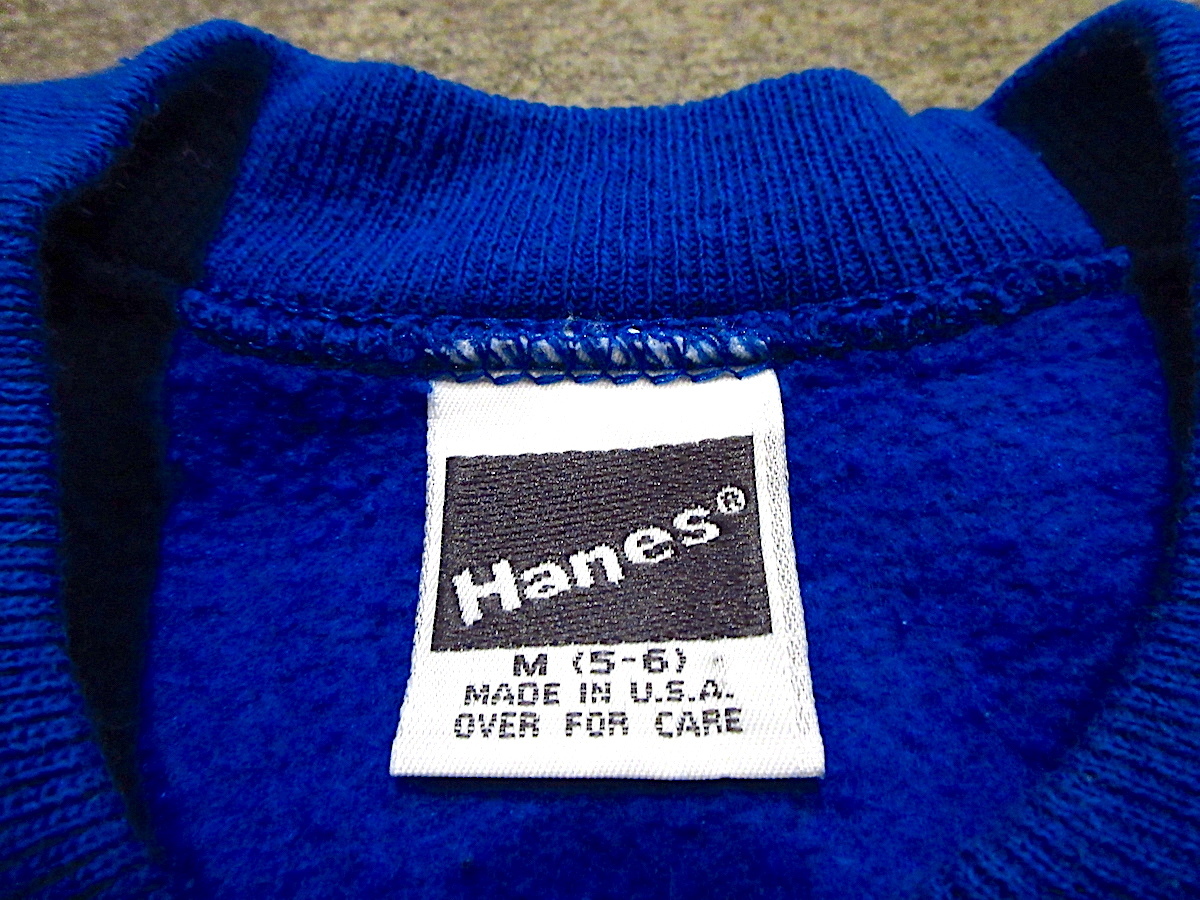 Hanes®
M (5-6)
MADE IN U.S.A.
OVER FOR CARE